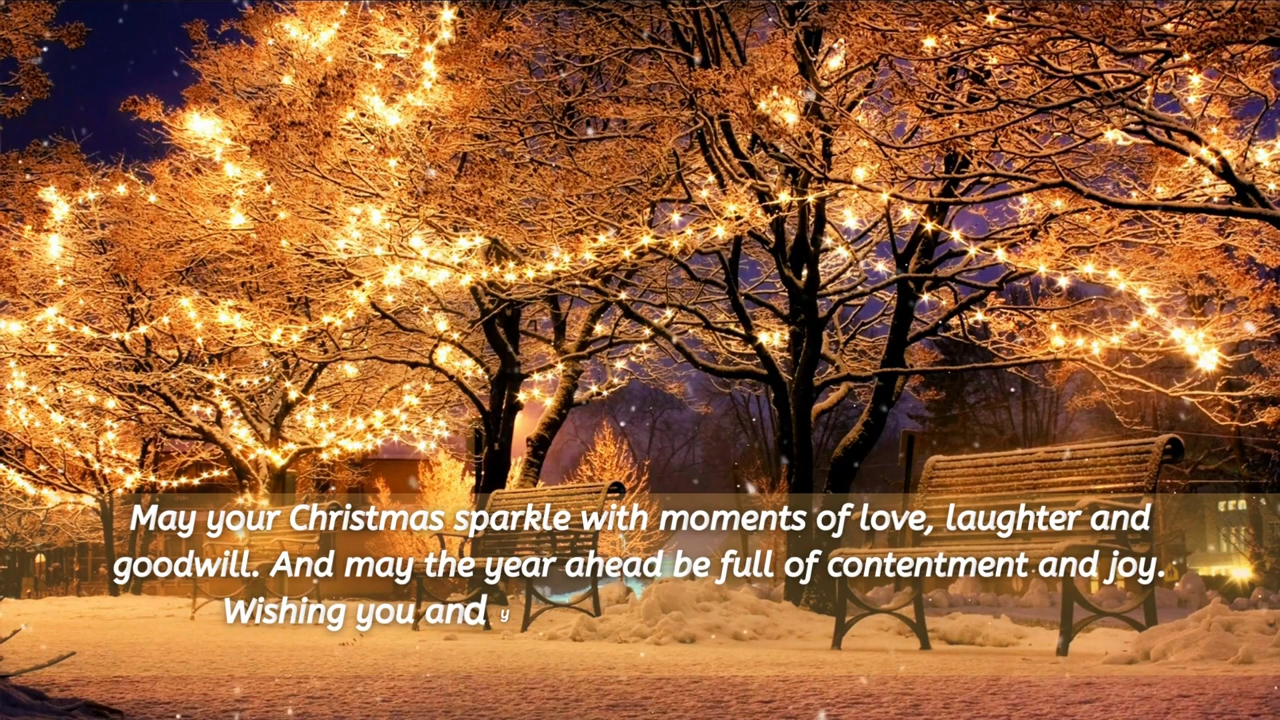 May your Christmas sparkle with moments of love, laughter and
goodwill. And may the year ahead be full of contentment and joy.
Wishing you and y